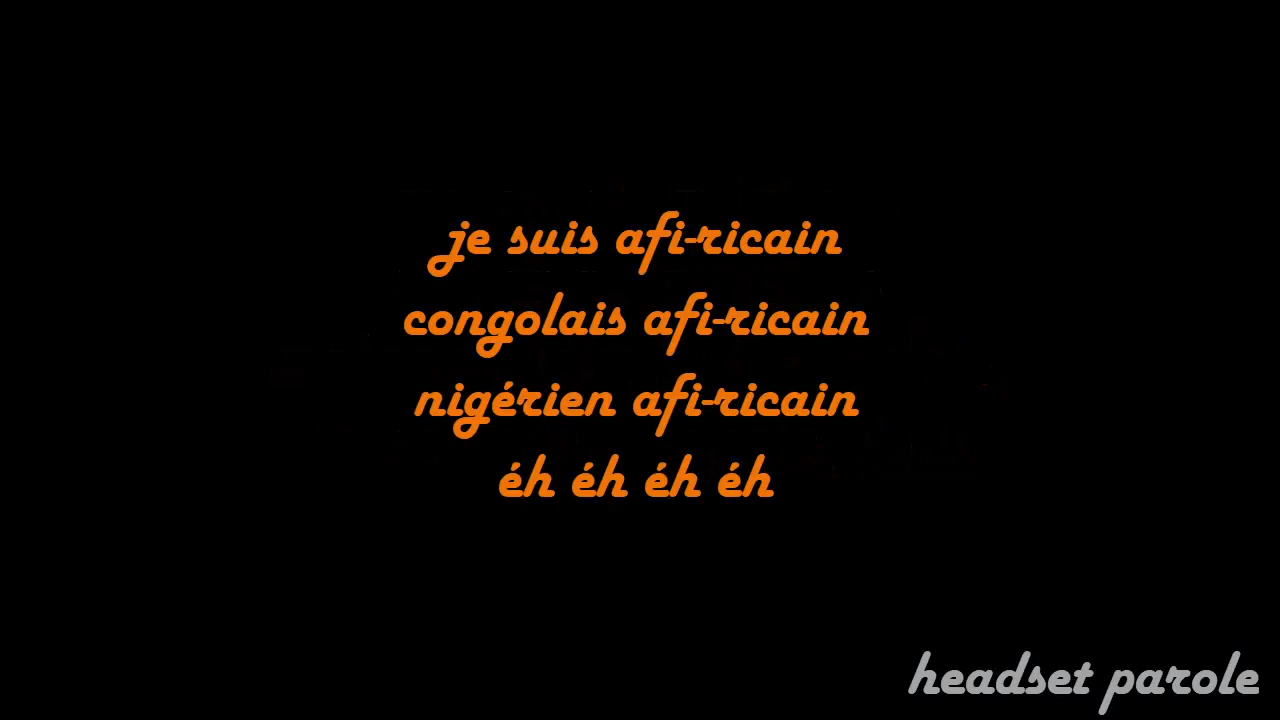 je suis afi-ricain
congolais afi-ricain
nigérien afi-ricain
éh éh éh éh
headset parole